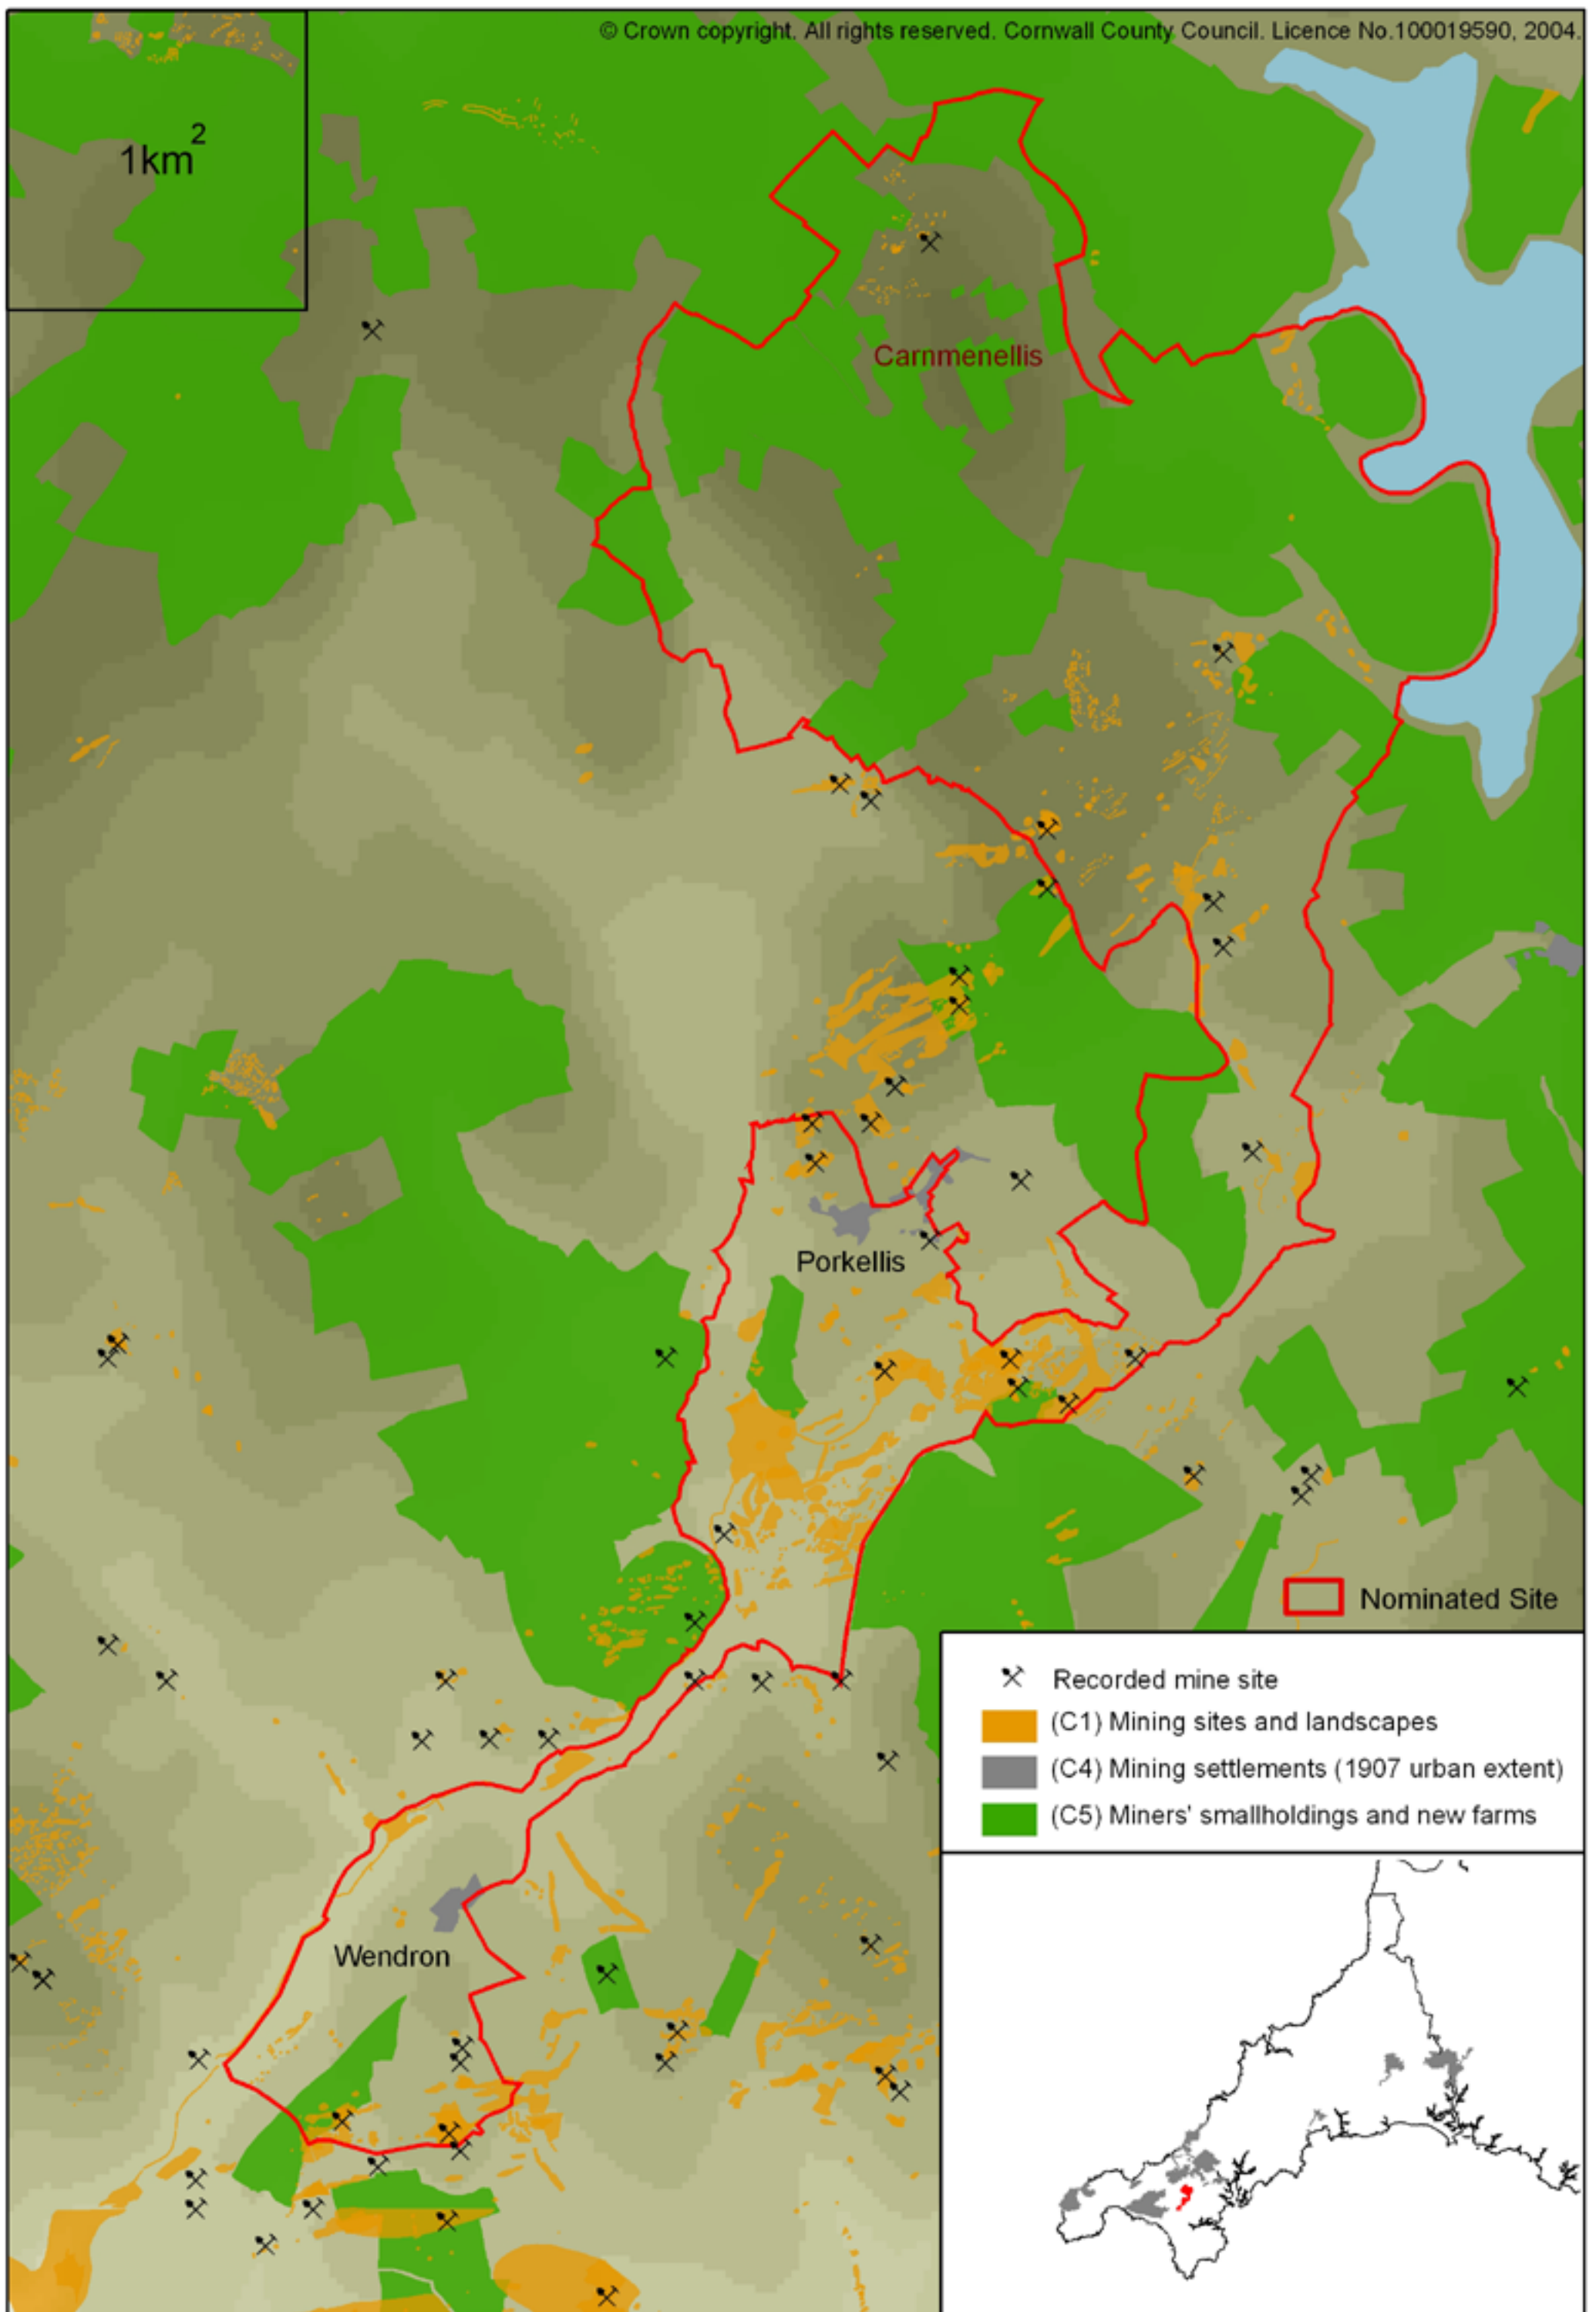 © Crown copyright. All rights reserved. Cornwall County Council. Licence No.100019590, 2004.
1km2
Carnmenellis
Porkellis
Wendron
Nominated Site
Recorded mine site
(C1) Mining sites and landscapes
(C4) Mining settlements (1907 urban extent)
(C5) Miners' smallholdings and new farms